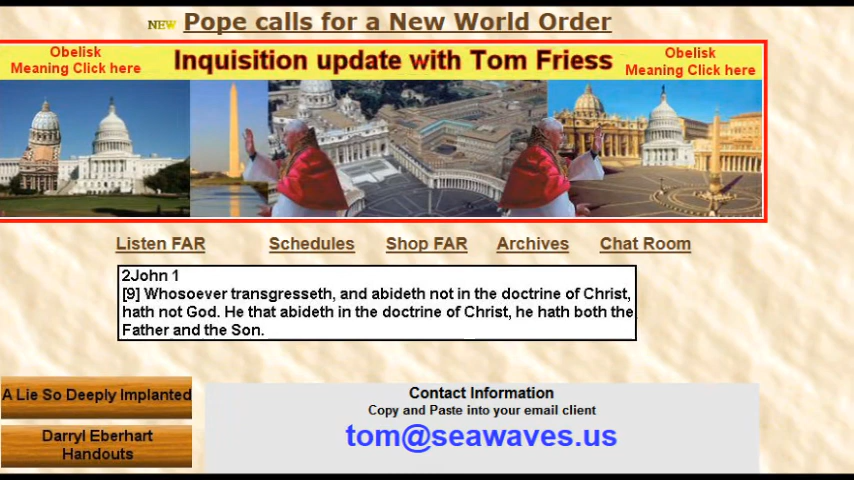 NEW Pope calls for a New World Order
Obelisk
Meaning Click here
Inquisition update with Tom Friess
Obelisk
Meaning Click here
Listen FAR Schedules Shop FAR Archives Chat Room
2John 1
[9] Whosoever transgresseth, and abideth not in the doctrine of Christ,
hath not God. He that abideth in the doctrine of Christ, he hath both the
Father and the Son.
A Lie So Deeply Implanted
Darryl Eberhart
Handouts
Contact Information
Copy and Paste into your email client
tom@seawaves.us